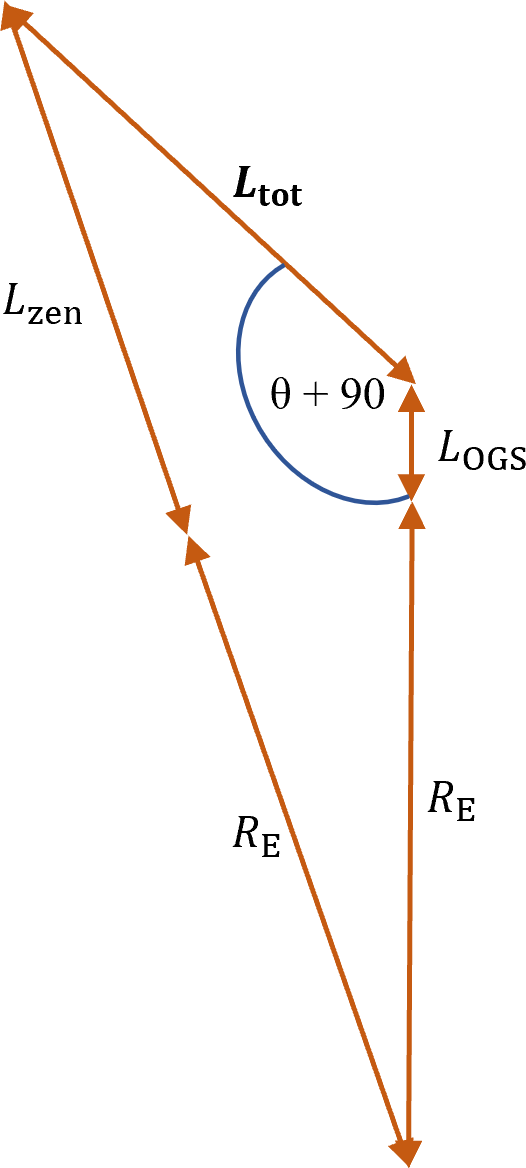 L_tot
L_zen
θ + 90
L_OGS
R_E
R_E